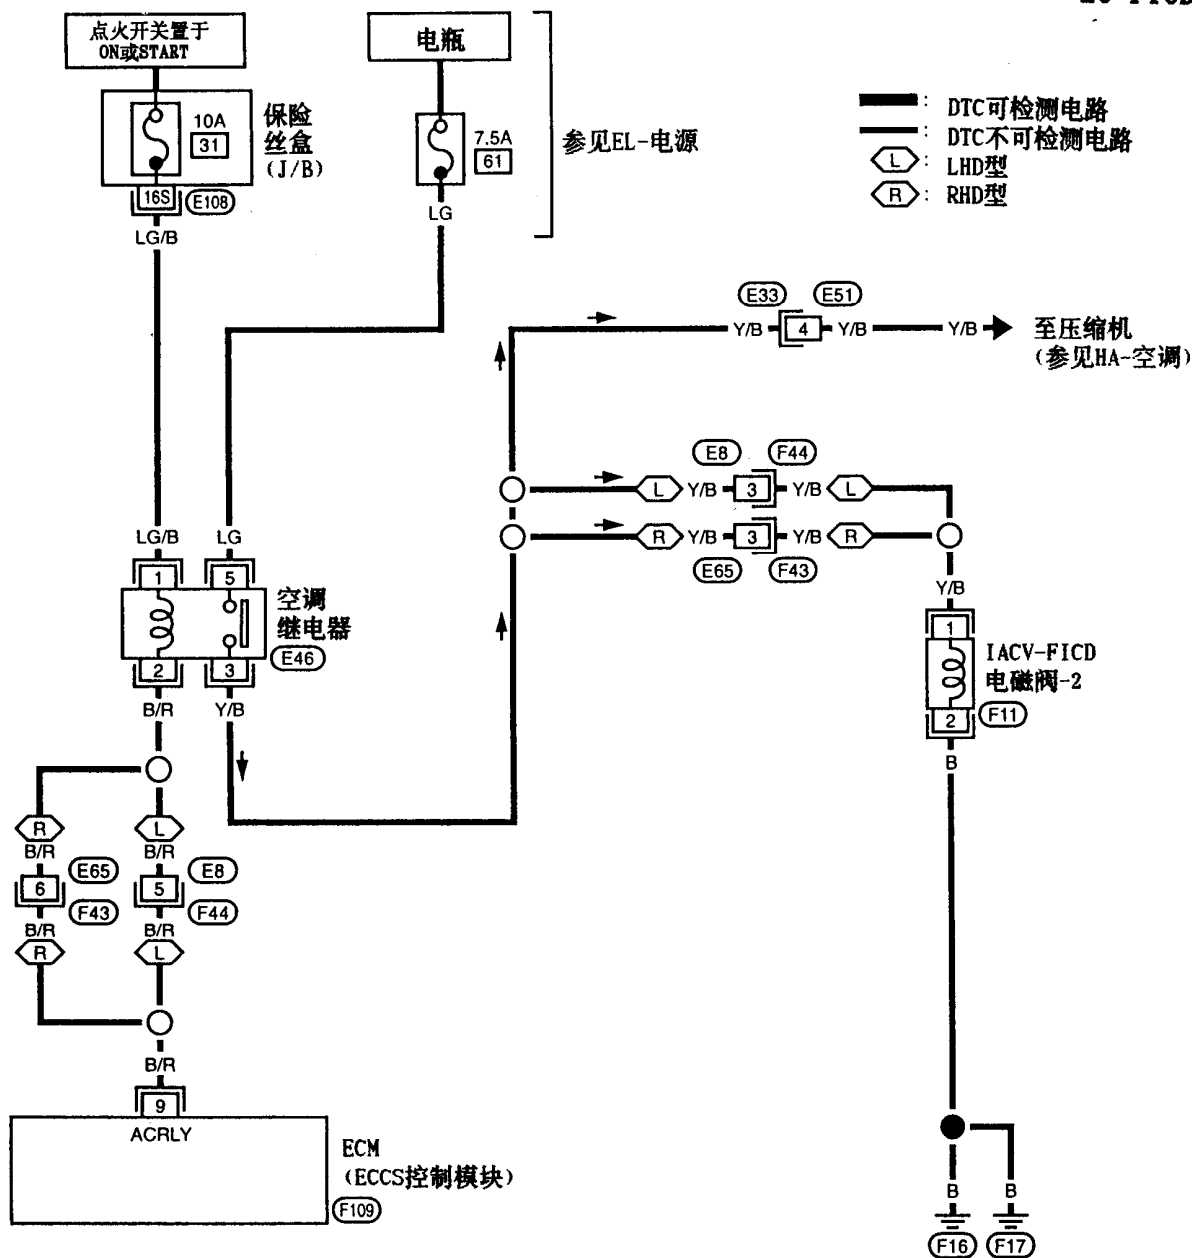 点火开关置于
ON或START
电瓶
10A
31
保险
丝盒
(J/B)
16S
E108
LG/B
7.5A
61
LG
参见EL-电源
: DTC可检测电路
: DTC不可检测电路
L : LHD型
R : RHD型
E33
E51
Y/B
4
Y/B
Y/B
至压缩机
(参见HA-空调)
E8
F44
L
Y/B
3
Y/B
L
R
Y/B
3
Y/B
R
E65
F43
LG/B
LG
1
5
空调
继电器
E46
2
3
B/R
Y/B
Y/B
1
IACV-FICD
电磁阀-2
2
F11
B
R
L
B/R
B/R
6
E65
5
E8
F43
F44
B/R
B/R
R
L
B/R
9
ACRLY
ECM
(ECCS控制模块)
F109
B
B
F16
F17